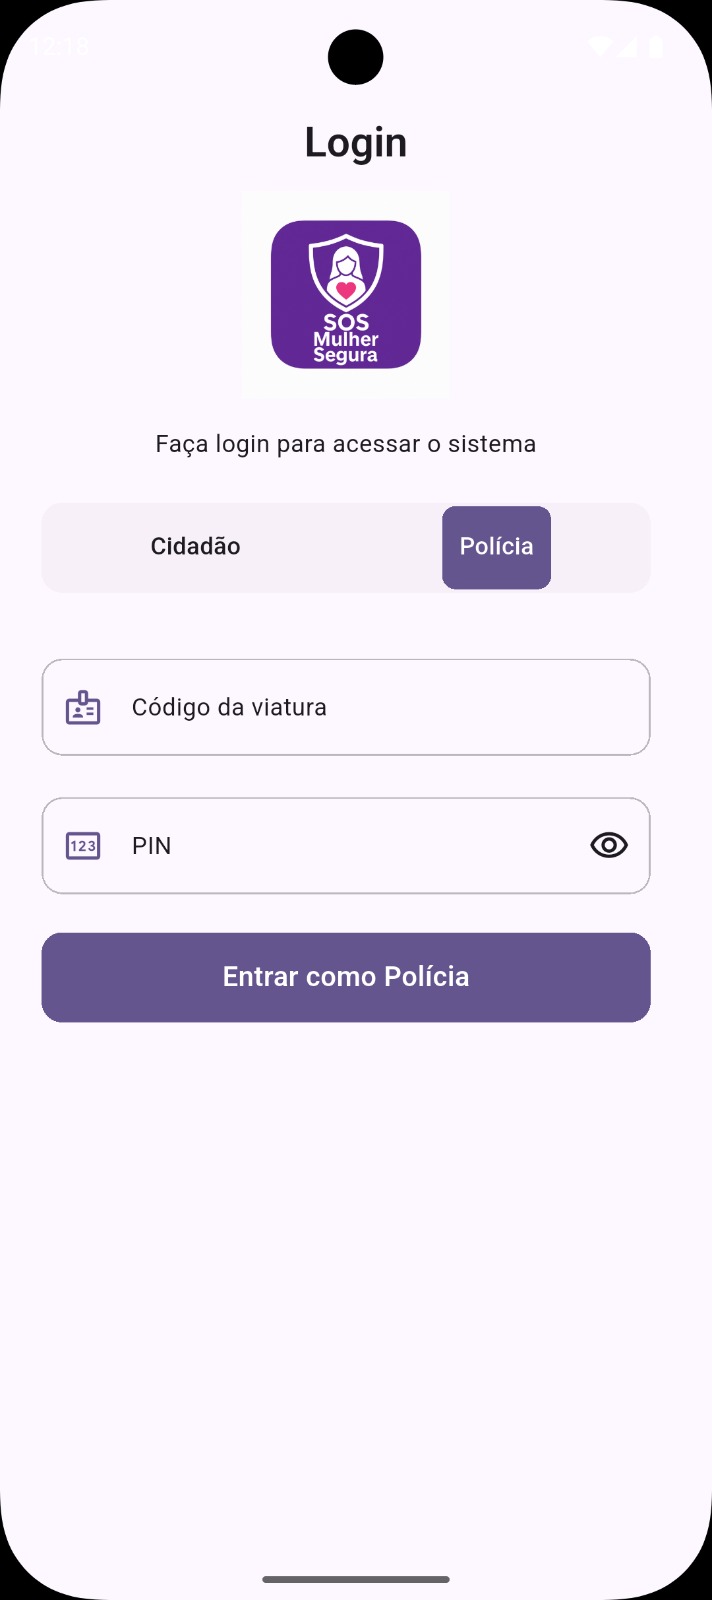 12:18
Login
SOS
Mulher
Segura
Faça login para acessar o sistema
Cidadão
Polícia
Código da viatura
123
PIN
Entrar como Polícia